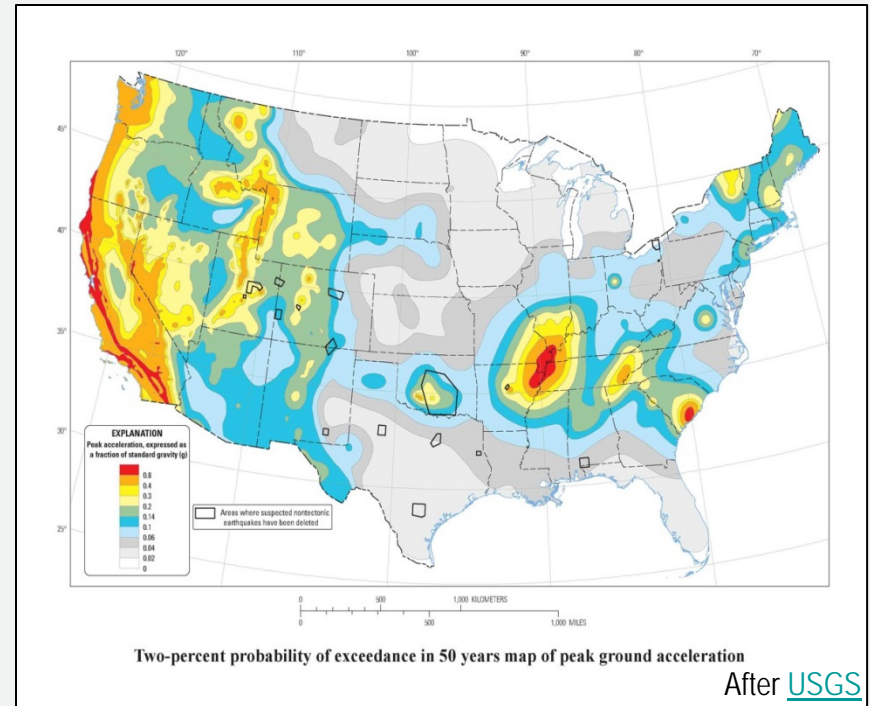 120°
110°
100°
90°
80°
70°
45°
40°
35°
30°
25°
EXPLANATION
Peak acceleration, expressed as
a fraction of standard gravity (g)
0.8
0.4
0.3
0.2
0.14
0.1
0.06
0.04
0.02
0
Areas where suspected nontectonic
earthquakes have been deleted
0 500 1,000 KILOMETERS
0 500 1,000 MILES
Two-percent probability of exceedance in 50 years map of peak ground acceleration
After USGS